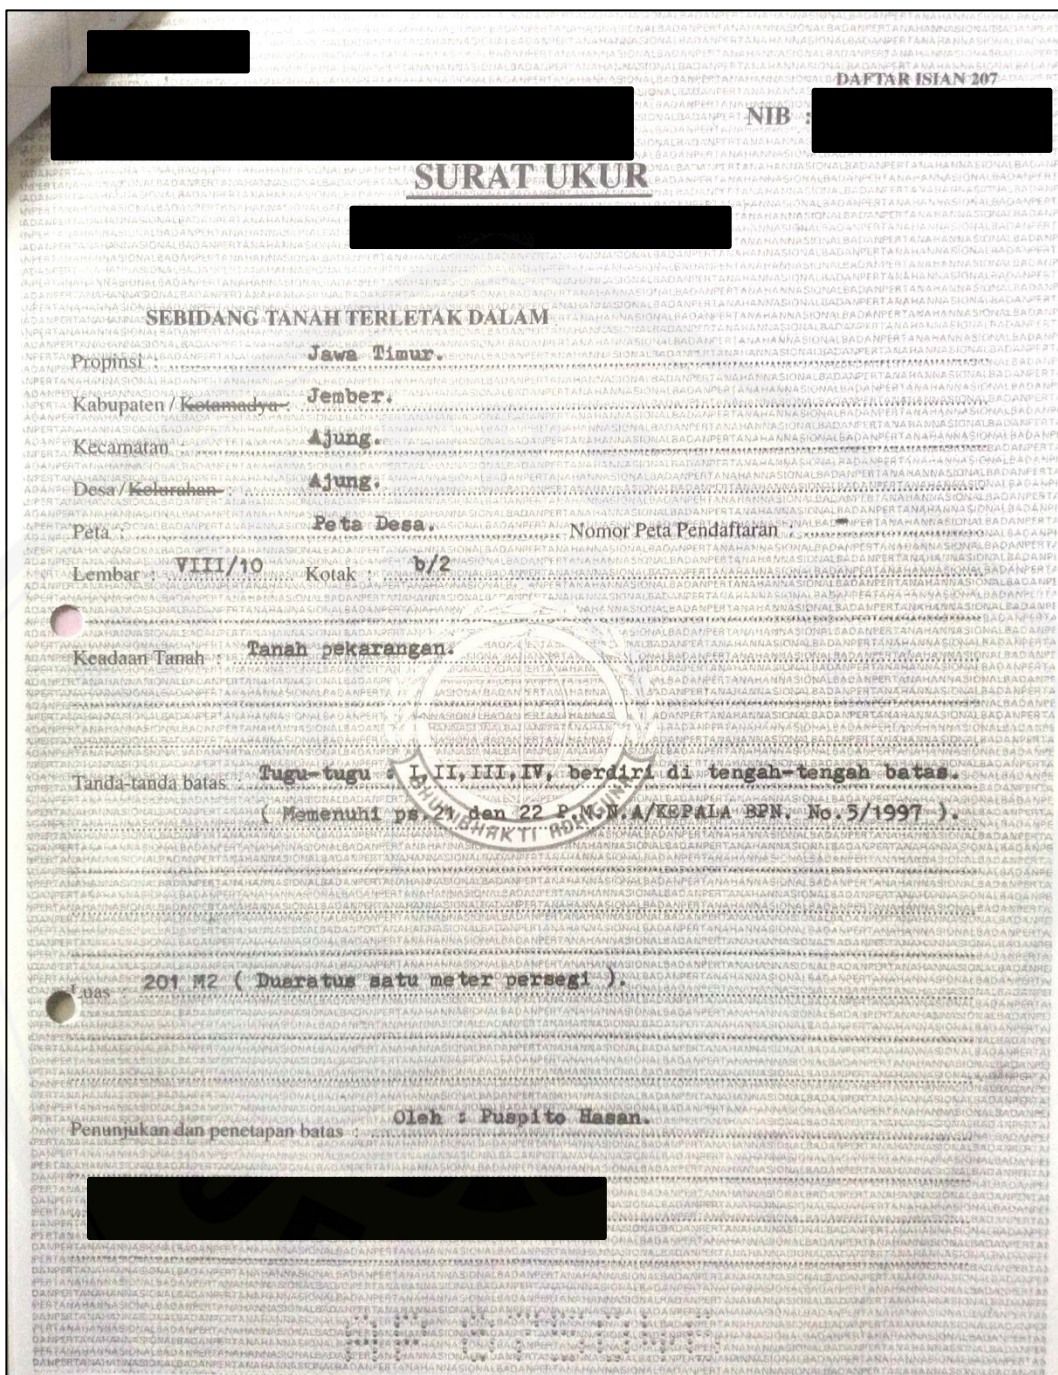 DAFTAR ISIAN 207
NIB :
SURAT UKUR
SEBIDANG TANAH TERLETAK DALAM
Propinsi : Jawa Timur.
Kabupaten / Kotamadya : Jember.
Kecamatan : Ajung.
Desa / Kelurahan : Ajung.
Peta : Peta Desa. Nomor Peta Pendaftaran : -
Lembar : VIII/10 Kotak : b/2
Keadaan Tanah : Tanah pekarangan.
Tanda-tanda batas Tugu-tugu : I,II,III,IV, berdiri di tengah-tengah batas.
( Memenuhi ps.21 dan 22 P.M.N.A/KEPALA BPN. No.5/1997 ).
BHUMI BHAKTI ADHIGUNA
Luas : 201 M2 ( Duaratus satu meter persegi ).
Penunjukan dan penetapan batas : Oleh : Puspito Hasan.